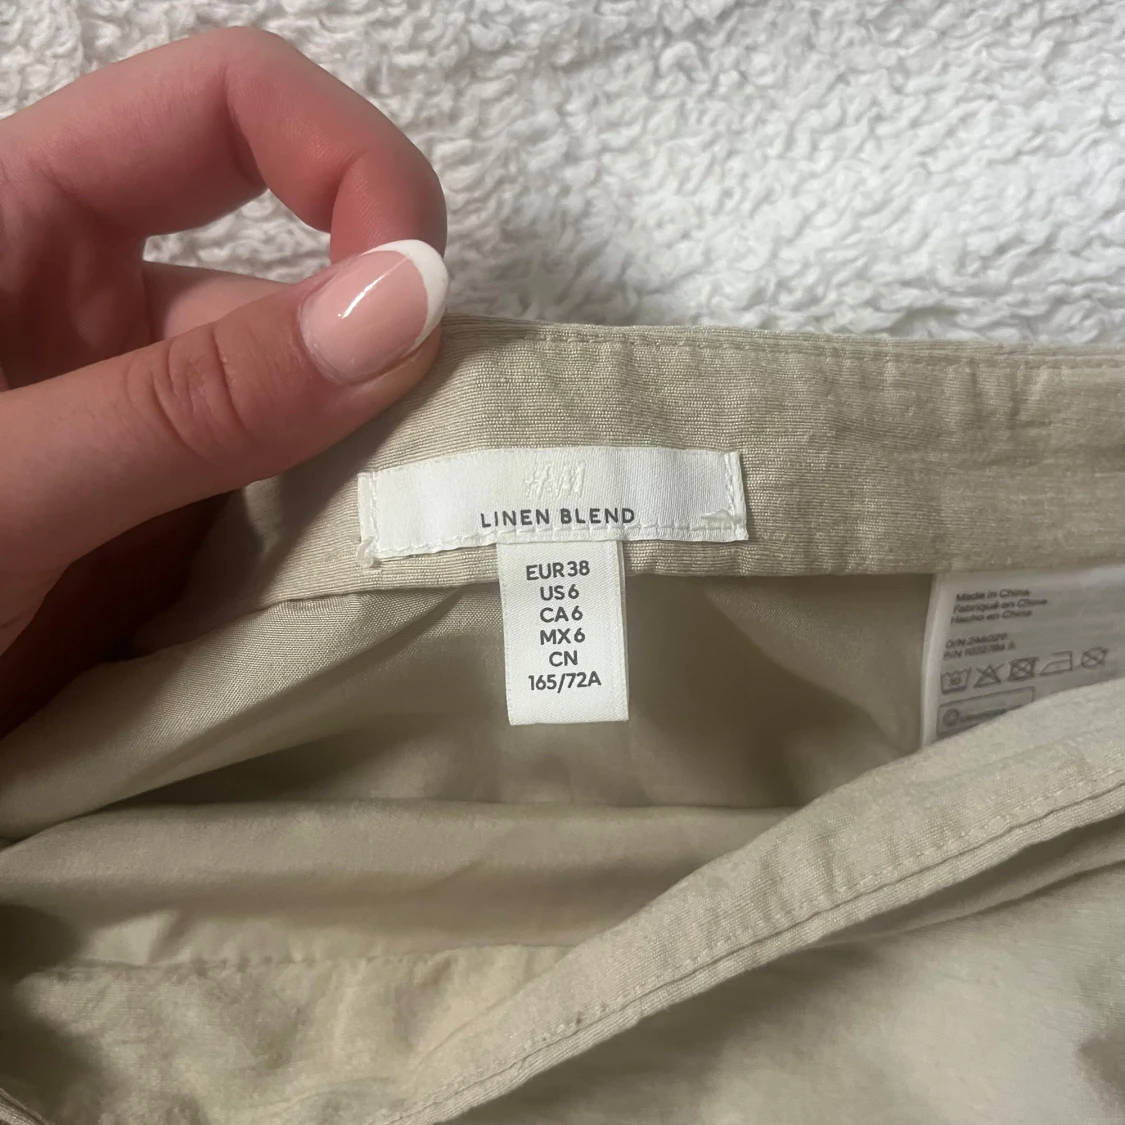 H&M
LINEN BLEND
EUR 38
US 6
CA 6
MX 6
CN
165/72A
Made in China
Fabriqué en Chine
Hecho en China